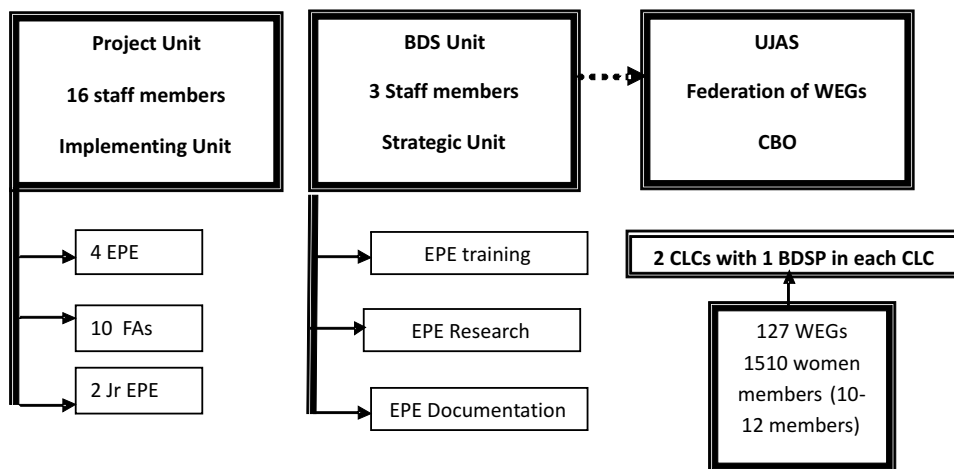 Project Unit
16 staff members
Implementing Unit
BDS Unit
3 Staff members
Strategic Unit
UJAS
Federation of WEGs
CBO
4 EPE
10 FAs
2 Jr EPE
EPE training
EPE Research
EPE Documentation
2 CLCs with 1 BDSP in each CLC
127 WEGs
1510 women
members (10-
12 members)